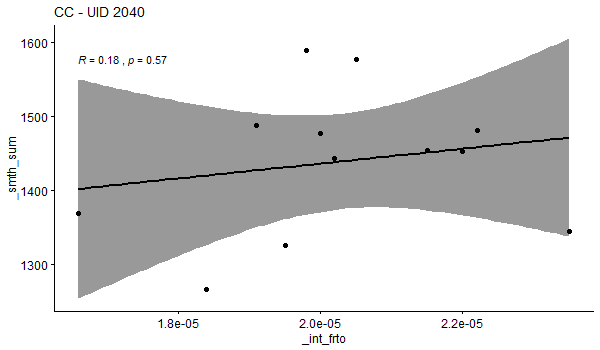 CC - UID 2040
R = 0.18 , p = 0.57
1600
1500
1400
1300
_smth_sum
1.8e-05 2.0e-05 2.2e-05
_int_frto